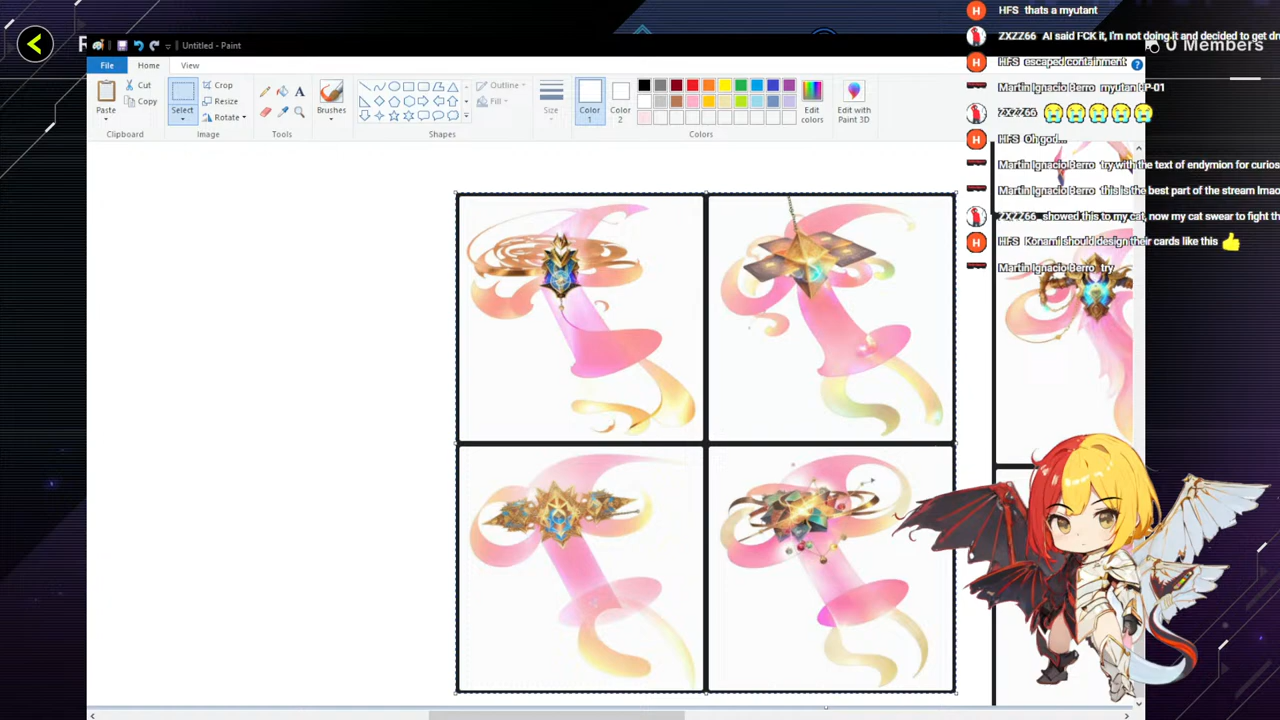 R
0 Members
Untitled - Paint
File
Home
View
Paste
Cut
Copy
Clipboard
Select
Crop
Resize
Rotate
Image
A
Tools
Brushes
Outline
Fill
Shapes
Size
Color
1
Color
2
Edit
colors
Edit with
Paint 3D
Colors
H HFS thats a myutant
ZXZZ66 AI said F*CK it, I'm not doing it and decided to get
H HFS escaped containment
Martin Ignacio Berro myutant EP-01
ZXZZ66 😭😭😭😭😭
H HFS Oh god...
Martin Ignacio Berro try with the text of endymion for curios
Martin Ignacio Berro this is the best part of the stream lmao
ZXZZ66 showed this to my cat, now my cat swear to fight th
H HFS Konami should design their cards like this 👍
Martin Ignacio Berro try